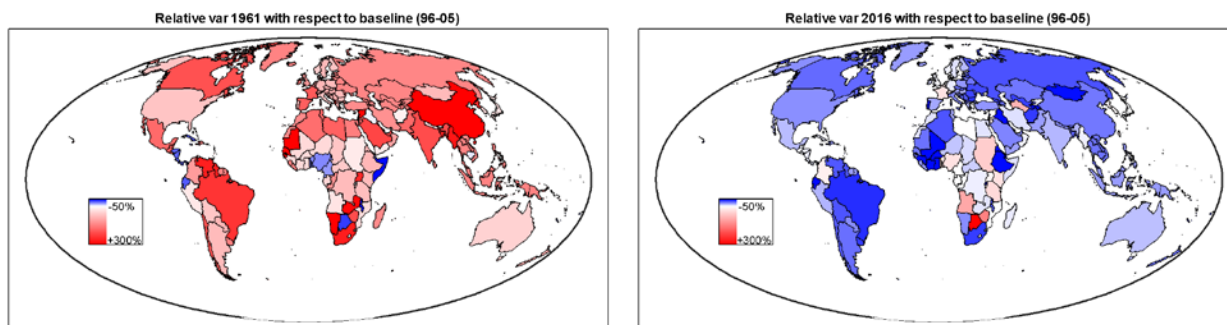 Relative var 1961 with respect to baseline (96-05)
-50%
+300%
Relative var 2016 with respect to baseline (96-05)
-50%
+300%